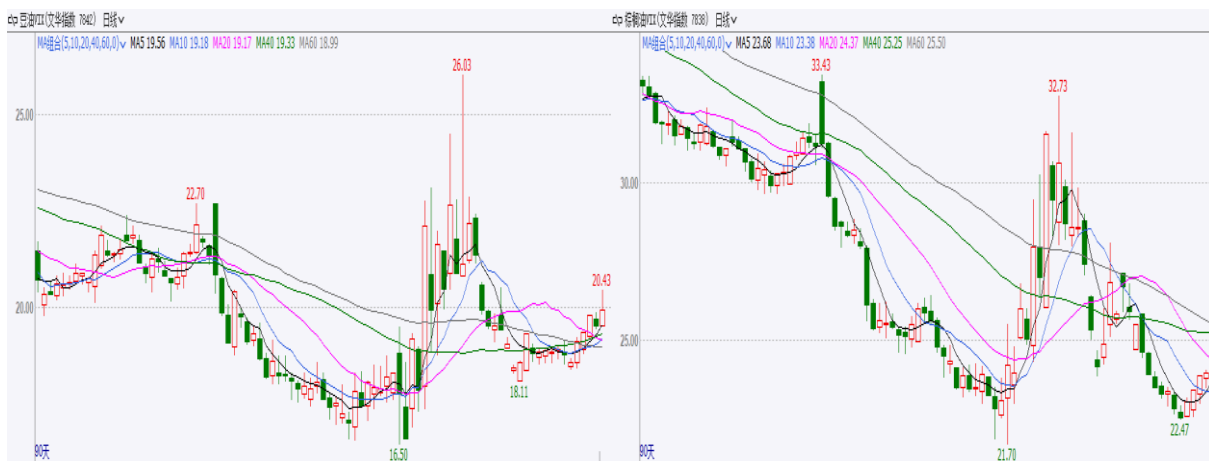 豆油VIX(文华指数 7842) 日线
MA组合(5,10,20,40,60,0) MA5 19.56 MA10 19.18 MA20 19.17 MA40 19.33 MA60 18.99
26.03
25.00
22.70
20.43
20.00
18.11
16.50
90天
棕榈油VIX(文华指数 7838) 日线
MA组合(5,10,20,40,60,0) MA5 23.68 MA10 23.38 MA20 24.37 MA40 25.25 MA60 25.50
33.43
32.73
30.00
25.00
22.47
21.70
90天